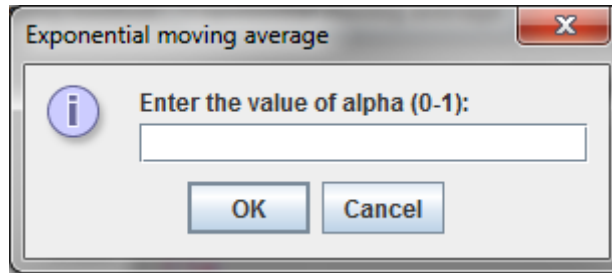 Exponential moving average
Enter the value of alpha (0-1):
OK
Cancel